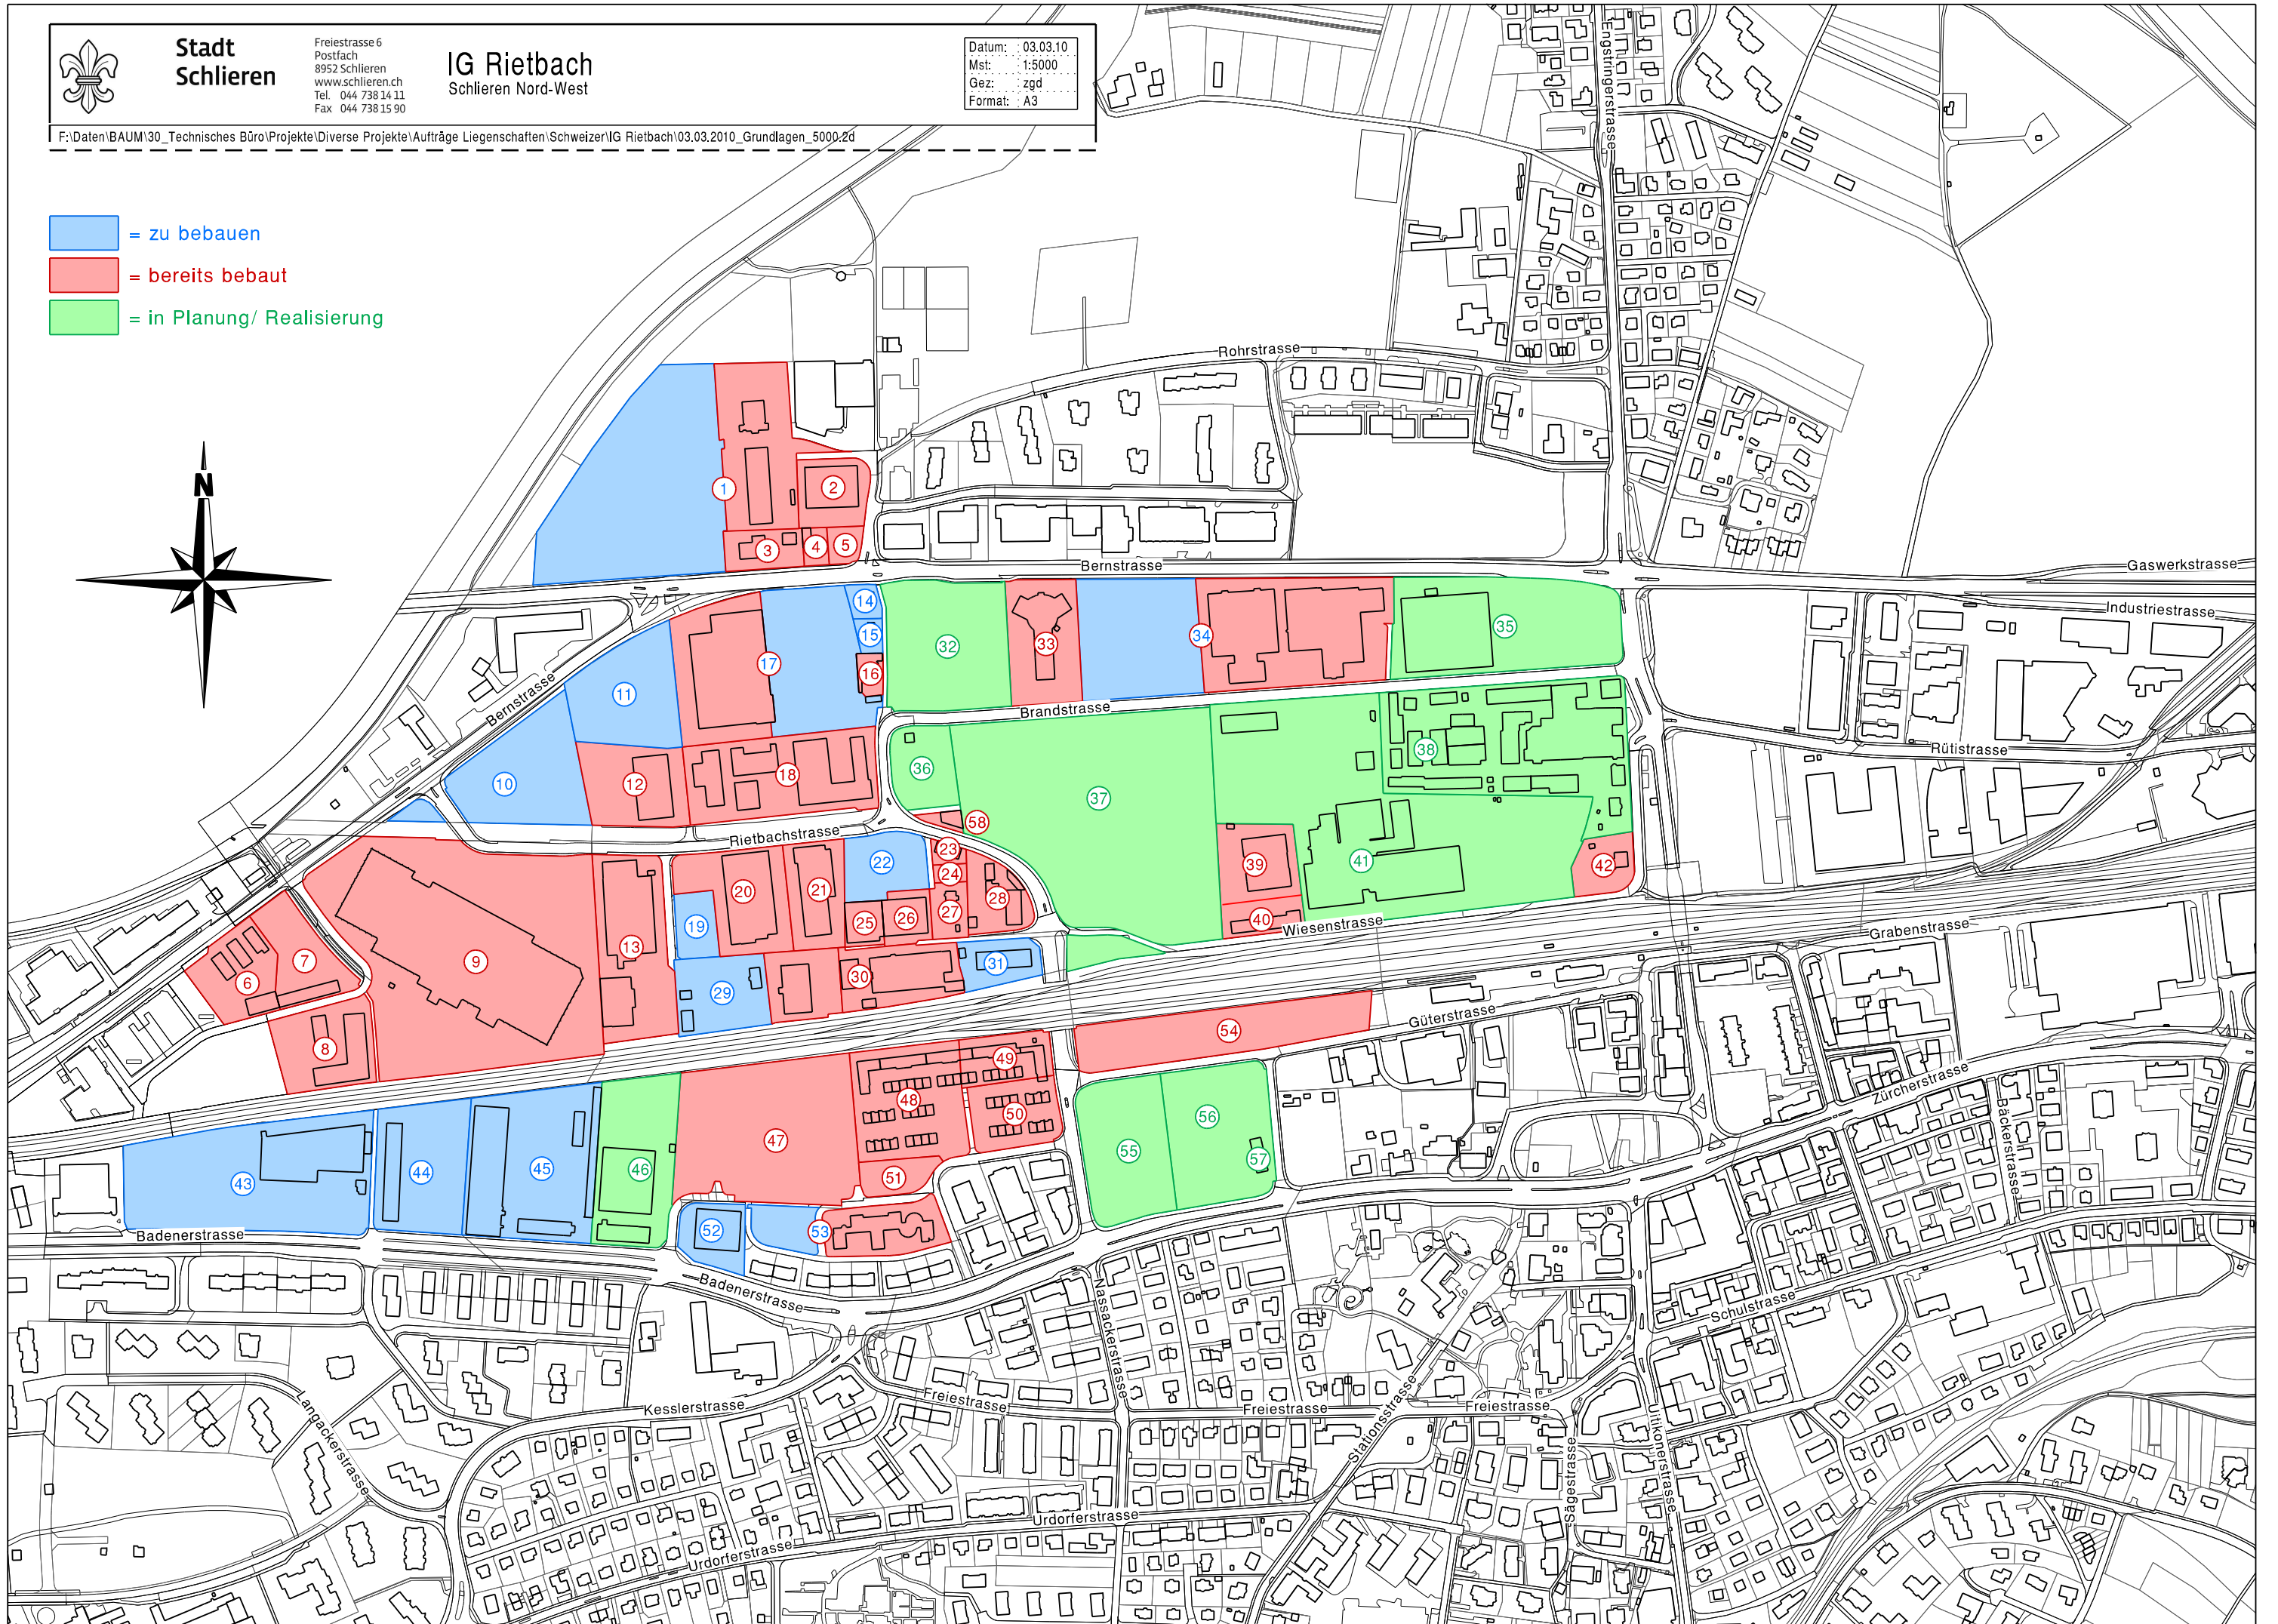 Stadt
Schlieren
Freiestrasse 6
Postfach
8952 Schlieren
www.schlieren.ch
Tel. 044 738 14 11
Fax 044 738 15 90
IG Rietbach
Schlieren Nord-West
Datum: 03.03.10
Mst: 1:5000
Gez: zgd
Format: A3
F:\Daten\BAUM\30_Technisches Büro\Projekte\Diverse Projekte\Aufträge Liegenschaften\Schweizer\IG Rietbach\03.03.2010_Grundlagen_5000.2d
= zu bebauen
= bereits bebaut
= in Planung/ Realisierung
N
Engstringerstrasse
Rohrstrasse
1
2
3
4
5
Bernstrasse
Gaswerkstrasse
Industriestrasse
14
15
16
17
32
33
34
35
11
Bernstrasse
Brandstrasse
Rütistrasse
10
12
18
36
37
38
58
Rietbachstrasse
22
23
24
39
41
42
20
21
19
25
26
27
28
40
Wiesenstrasse
Grabenstrasse
6
7
9
13
29
30
31
8
54
Güterstrasse
49
48
50
Zürcherstrasse
Bäckerstrasse
43
44
45
46
47
51
55
56
57
52
53
Badenerstrasse
Badenerstrasse
Nassackerstrasse
Schulstrasse
Langackerstrasse
Kesslerstrasse
Freiestrasse
Freiestrasse
Freiestrasse
Stationsstrasse
Sägestrasse
Uitikonerstrasse
Urdorferstrasse
Urdorferstrasse